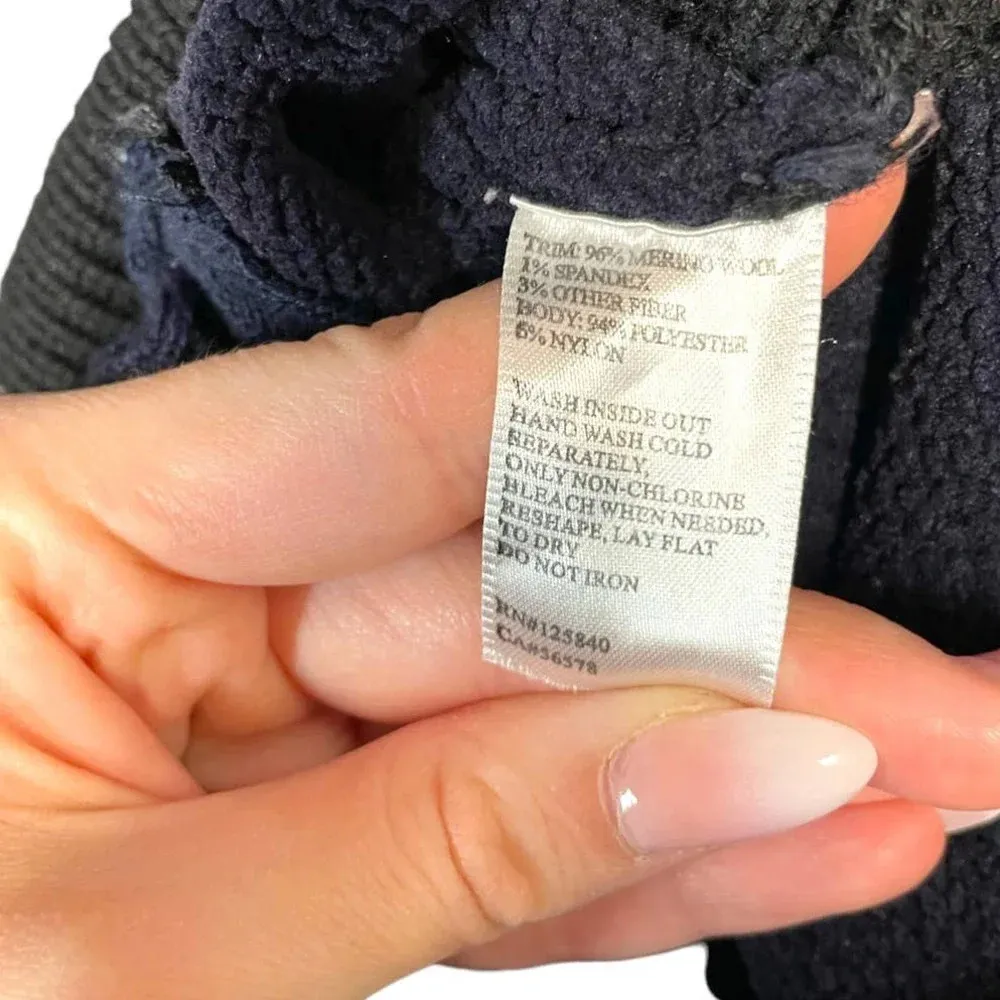 TRIM: 96% MERINO WOOL
1% SPANDEX
3% OTHER FIBER
BODY: 94% POLYESTER
6% NYLON
WASH INSIDE OUT
HAND WASH COLD
SEPARATELY,
ONLY NON-CHLORINE
BLEACH WHEN NEEDED,
RESHAPE, LAY FLAT
TO DRY
DO NOT IRON
RN#125840
CA#36578